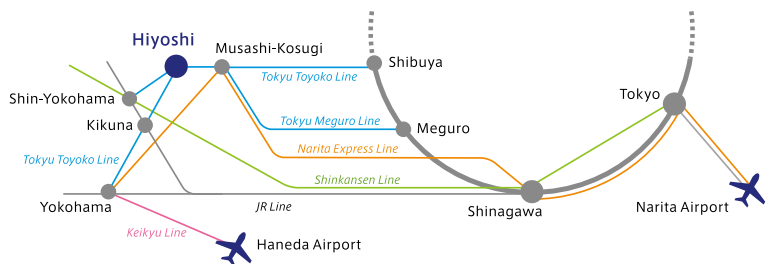 Hiyoshi
Musashi-Kosugi
Shibuya
Tokyu Toyoko Line
Shin-Yokohama
Tokyo
Kikuna
Tokyu Meguro Line
Meguro
Narita Express Line
Tokyu Toyoko Line
Shinkansen Line
Yokohama
JR Line
Shinagawa
Narita Airport
Keikyu Line
Haneda Airport